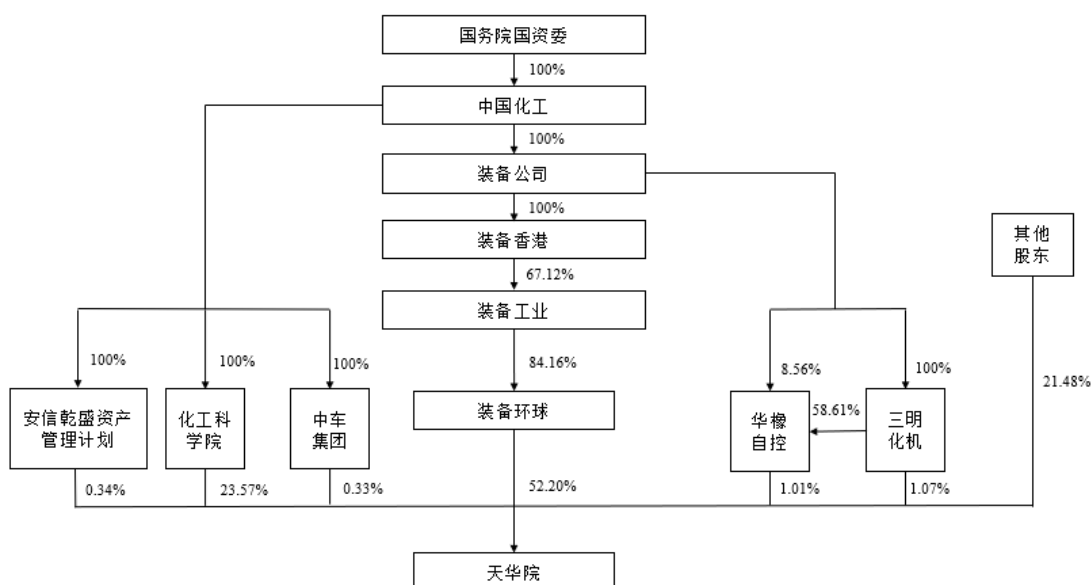 国务院国资委
100%
中国化工
100%
装备公司
100%
装备香港
其他
股东
67.12%
装备工业
100%
100%
100%
84.16%
8.56%
100%
21.48%
安信乾盛资产
管理计划
化工科
学院
中车
集团
装备环球
华橡
自控
58.61%
三明
化机
0.34%
23.57%
0.33%
52.20%
1.01%
1.07%
天华院